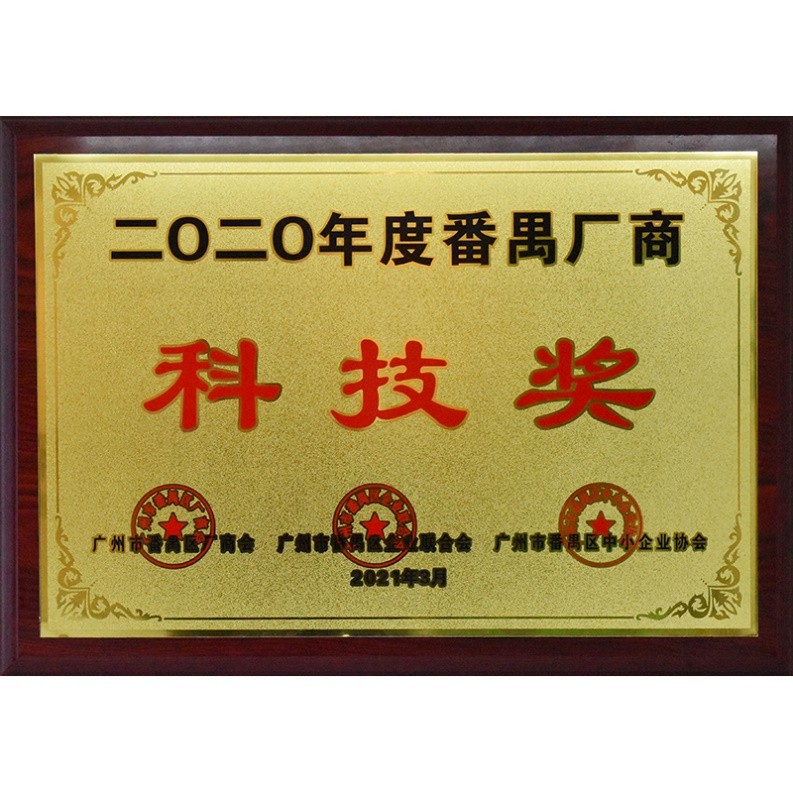 二〇二〇年度番禺厂商
科技奖
广州市番禺区厂商会 广州市番禺区企业联合会 广州市番禺区中小企业协会
2021年3月